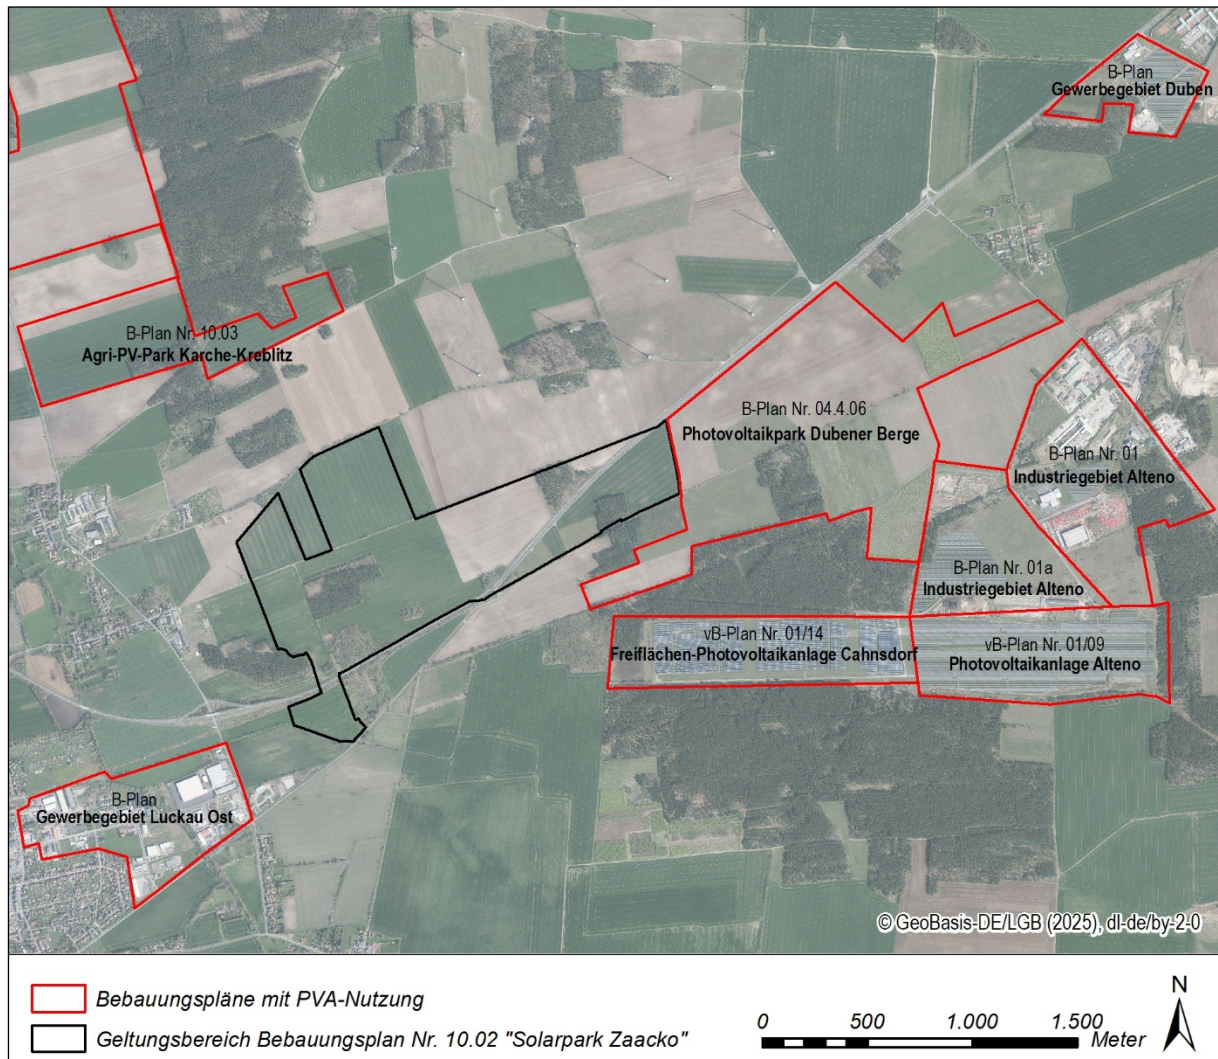 B-Plan
Gewerbegebiet Duben
B-Plan Nr. 10.03
Agri-PV-Park Karche-Kreblitz
B-Plan Nr. 04.4.06
Photovoltaikpark Dubener Berge
B-Plan Nr. 01
Industriegebiet Alteno
B-Plan Nr. 01a
Industriegebiet Alteno
vB-Plan Nr. 01/14
Freiflächen-Photovoltaikanlage Cahnsdorf
vB-Plan Nr. 01/09
Photovoltaikanlage Alteno
B-Plan
Gewerbegebiet Luckau Ost
© GeoBasis-DE/LGB (2025), dl-de/by-2-0
Bebauungspläne mit PVA-Nutzung
Geltungsbereich Bebauungsplan Nr. 10.02 "Solarpark Zaacko"
0 500 1.000 1.500
Meter
N